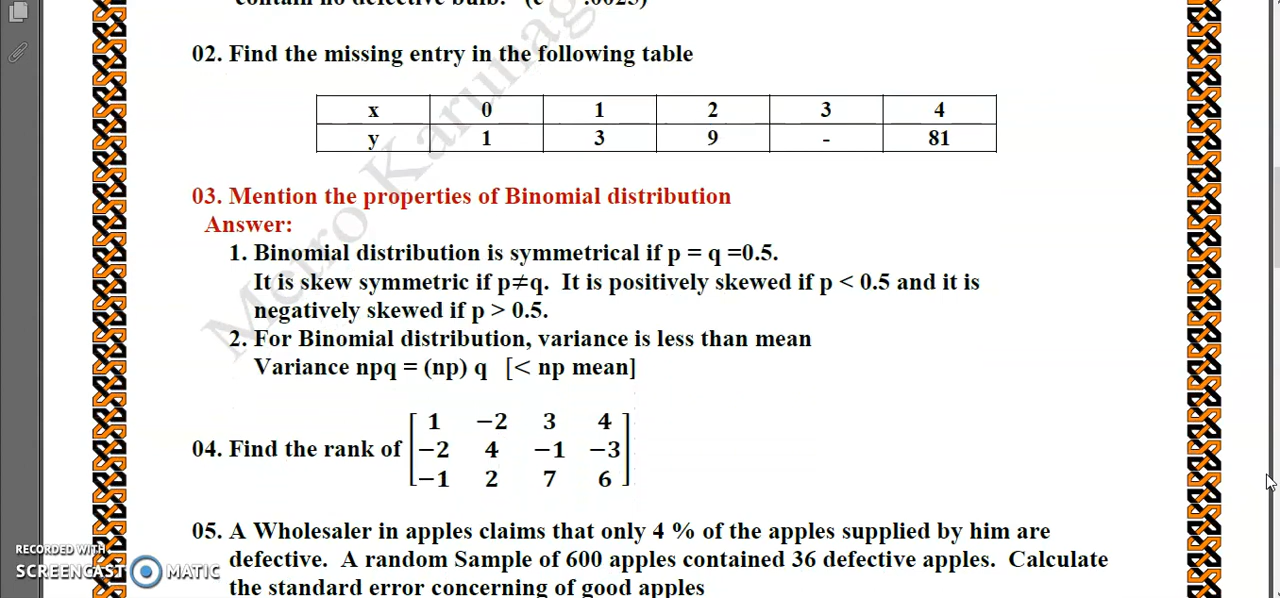 contain no defective bulb.
02. Find the missing entry in the following table
x 0 1 2 3 4
y 1 3 9 - 81
03. Mention the properties of Binomial distribution
Answer:
1. Binomial distribution is symmetrical if p = q =0.5.
It is skew symmetric if p≠q. It is positively skewed if p < 0.5 and it is
negatively skewed if p > 0.5.
2. For Binomial distribution, variance is less than mean
Variance npq = (np) q [< np mean]
1 −2 3 4
04. Find the rank of −2 4 −1 −3
−1 2 7 6
05. A Wholesaler in apples claims that only 4 % of the apples supplied by him are
defective. A random Sample of 600 apples contained 36 defective apples. Calculate
the standard error concerning of good apples
RECORDED WITH
SCREENCAST MATIC
Metro Karunag